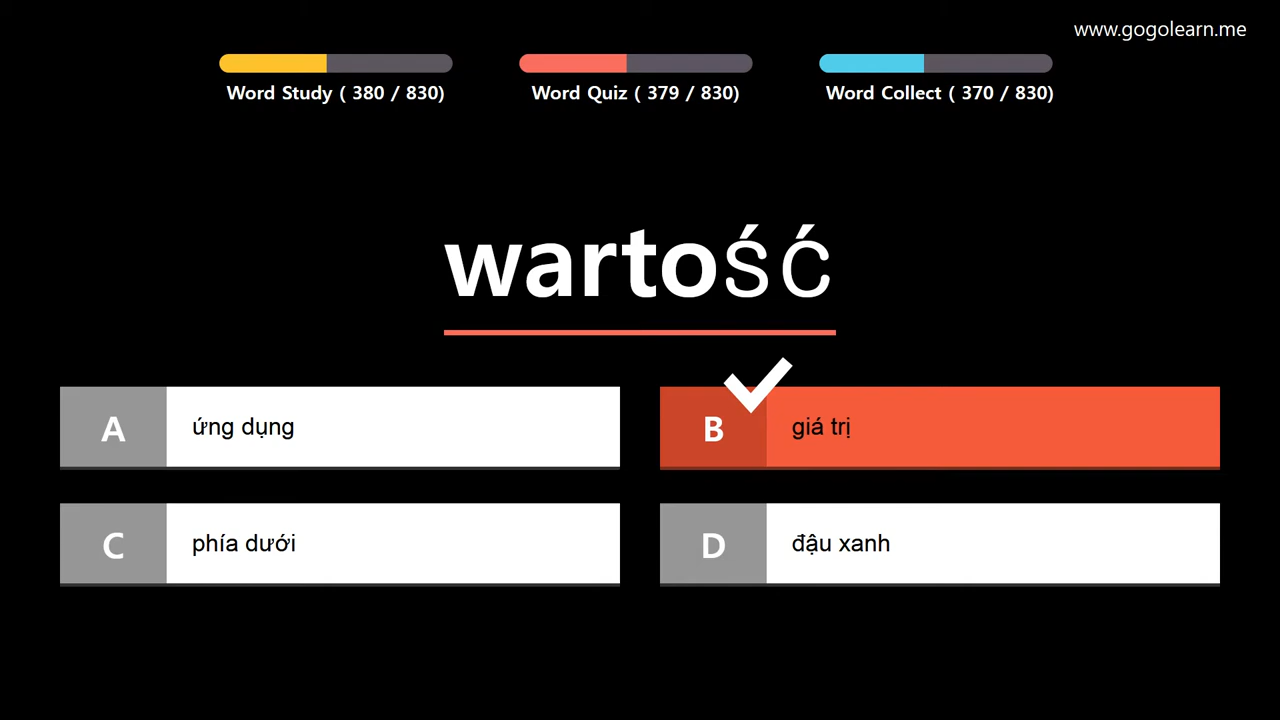 www.gogolearn.me
Word Study ( 380 / 830)
Word Quiz ( 379 / 830)
Word Collect ( 370 / 830)
wartość
A
ứng dụng
B
giá trị
C
phía dưới
D
đậu xanh